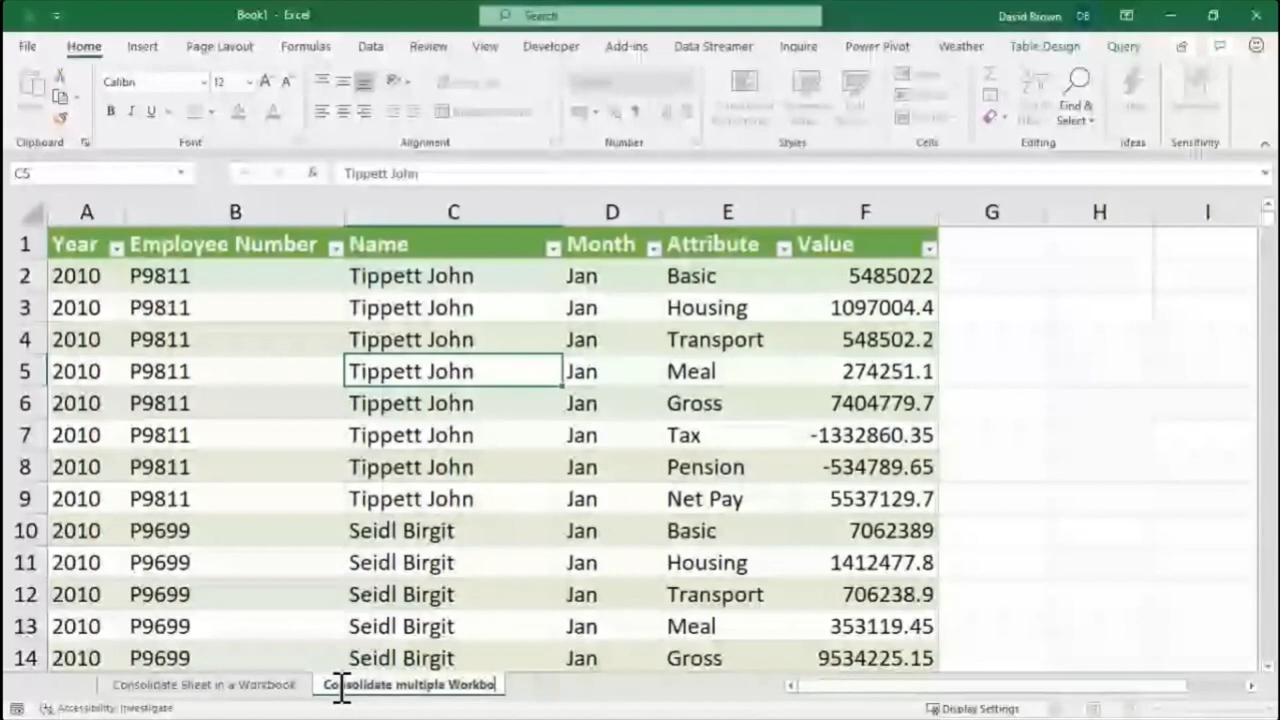 Book1 - Excel
Search
David Brown DB
File Home Insert Page Layout Formulas Data Review View Developer Add-ins Data Streamer Inquire Power Pivot Weather Table Design Query
Calibri 12
B I U
Find &
Select
Clipboard Font Alignment Number Styles Cells Editing Ideas Sensitivity
C5 fx Tippett John
A B C D E F G H I
1 Year Employee Number Name Month Attribute Value
2 2010 P9811 Tippett John Jan Basic 5485022
3 2010 P9811 Tippett John Jan Housing 1097004.4
4 2010 P9811 Tippett John Jan Transport 548502.2
5 2010 P9811 Tippett John Jan Meal 274251.1
6 2010 P9811 Tippett John Jan Gross 7404779.7
7 2010 P9811 Tippett John Jan Tax -1332860.35
8 2010 P9811 Tippett John Jan Pension -534789.65
9 2010 P9811 Tippett John Jan Net Pay 5537129.7
10 2010 P9699 Seidl Birgit Jan Basic 7062389
11 2010 P9699 Seidl Birgit Jan Housing 1412477.8
12 2010 P9699 Seidl Birgit Jan Transport 706238.9
13 2010 P9699 Seidl Birgit Jan Meal 353119.45
14 2010 P9699 Seidl Birgit Jan Gross 9534225.15
Consolidate Sheet in a Workbook Consolidate multiple Workbo
Accessibility: Investigate Display Settings